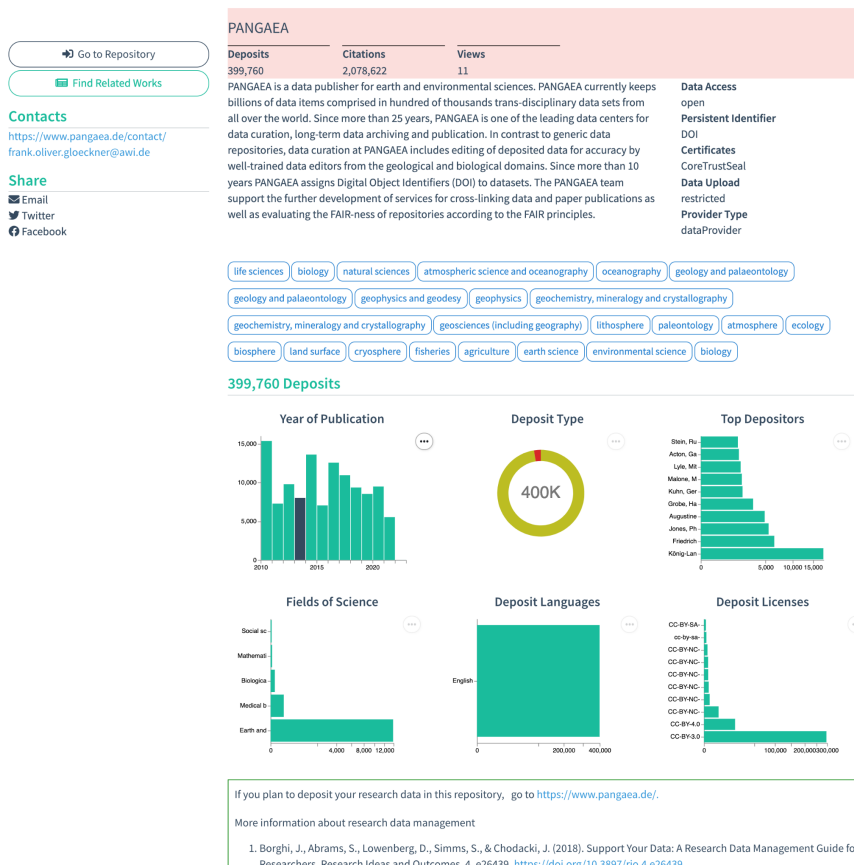 PANGAEA
Go to Repository
Find Related Works
Contacts
https://www.pangaea.de/contact/
frank.oliver.gloeckner@awi.de
Share
Email
Twitter
Facebook
Deposits Citations Views
399,760 2,078,622 11
PANGAEA is a data publisher for earth and environmental sciences. PANGAEA currently keeps
billions of data items comprised in hundred of thousands trans-disciplinary data sets from
all over the world. Since more than 25 years, PANGAEA is one of the leading data centers for
data curation, long-term data archiving and publication. In contrast to generic data
repositories, data curation at PANGAEA includes editing of deposited data for accuracy by
well-trained data editors from the geological and biological domains. Since more than 10
years PANGAEA assigns Digital Object Identifiers (DOI) to datasets. The PANGAEA team
support the further development of services for cross-linking data and paper publications as
well as evaluating the FAIR-ness of repositories according to the FAIR principles.
Data Access
open
Persistent Identifier
DOI
Certificates
CoreTrustSeal
Data Upload
restricted
Provider Type
dataProvider
life sciences biology natural sciences atmospheric science and oceanography oceanography geology and palaeontology
geology and palaeontology geophysics and geodesy geophysics geochemistry, mineralogy and crystallography
geochemistry, mineralogy and crystallography geosciences (including geography) lithosphere paleontology atmosphere ecology
biosphere land surface cryosphere fisheries agriculture earth science environmental science biology
399,760 Deposits
Year of Publication
15,000
10,000
5,000
0
2010 2015 2020
Deposit Type
400K
Top Depositors
Stein, Ru
Acton, Ga
Lyle, Mit
Malone, M
Kuhn, Ger
Grobe, Ha
Augustine
Jones, Ph
Friedrich
König-Lan
0 5,000 10,000 15,000
Fields of Science
Social sc
Mathemati
Biologica
Medical b
Earth and
0 4,000 8,000 12,000
Deposit Languages
English
0 200,000 400,000
Deposit Licenses
CC-BY-SA-
cc-by-sa-
CC-BY-NC-
CC-BY-NC-
CC-BY-NC-
CC-BY-NC-
CC-BY-NC-
CC-BY-NC-
CC-BY-4.0
CC-BY-3.0
0 100,000 200,000 300,000
If you plan to deposit your research data in this repository, go to https://www.pangaea.de/.
More information about research data management
1. Borghi, J., Abrams, S., Lowenberg, D., Simms, S., & Chodacki, J. (2018). Support Your Data: A Research Data Management Guide fo
Researchers. Research Ideas and Outcomes, 4, e26439. https://doi.org/10.3897/rio.4.e26439